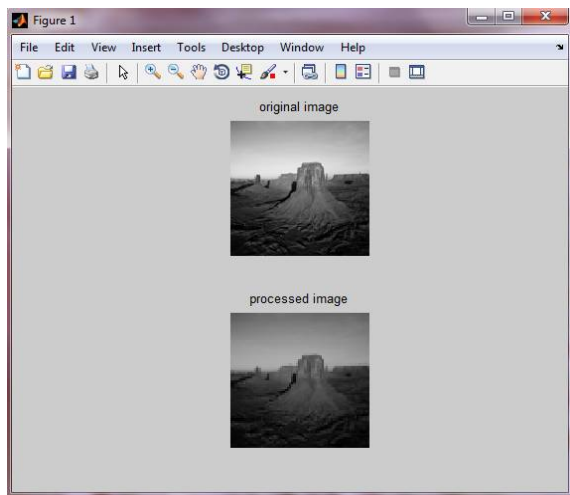 Figure 1
File Edit View Insert Tools Desktop Window Help
original image
processed image